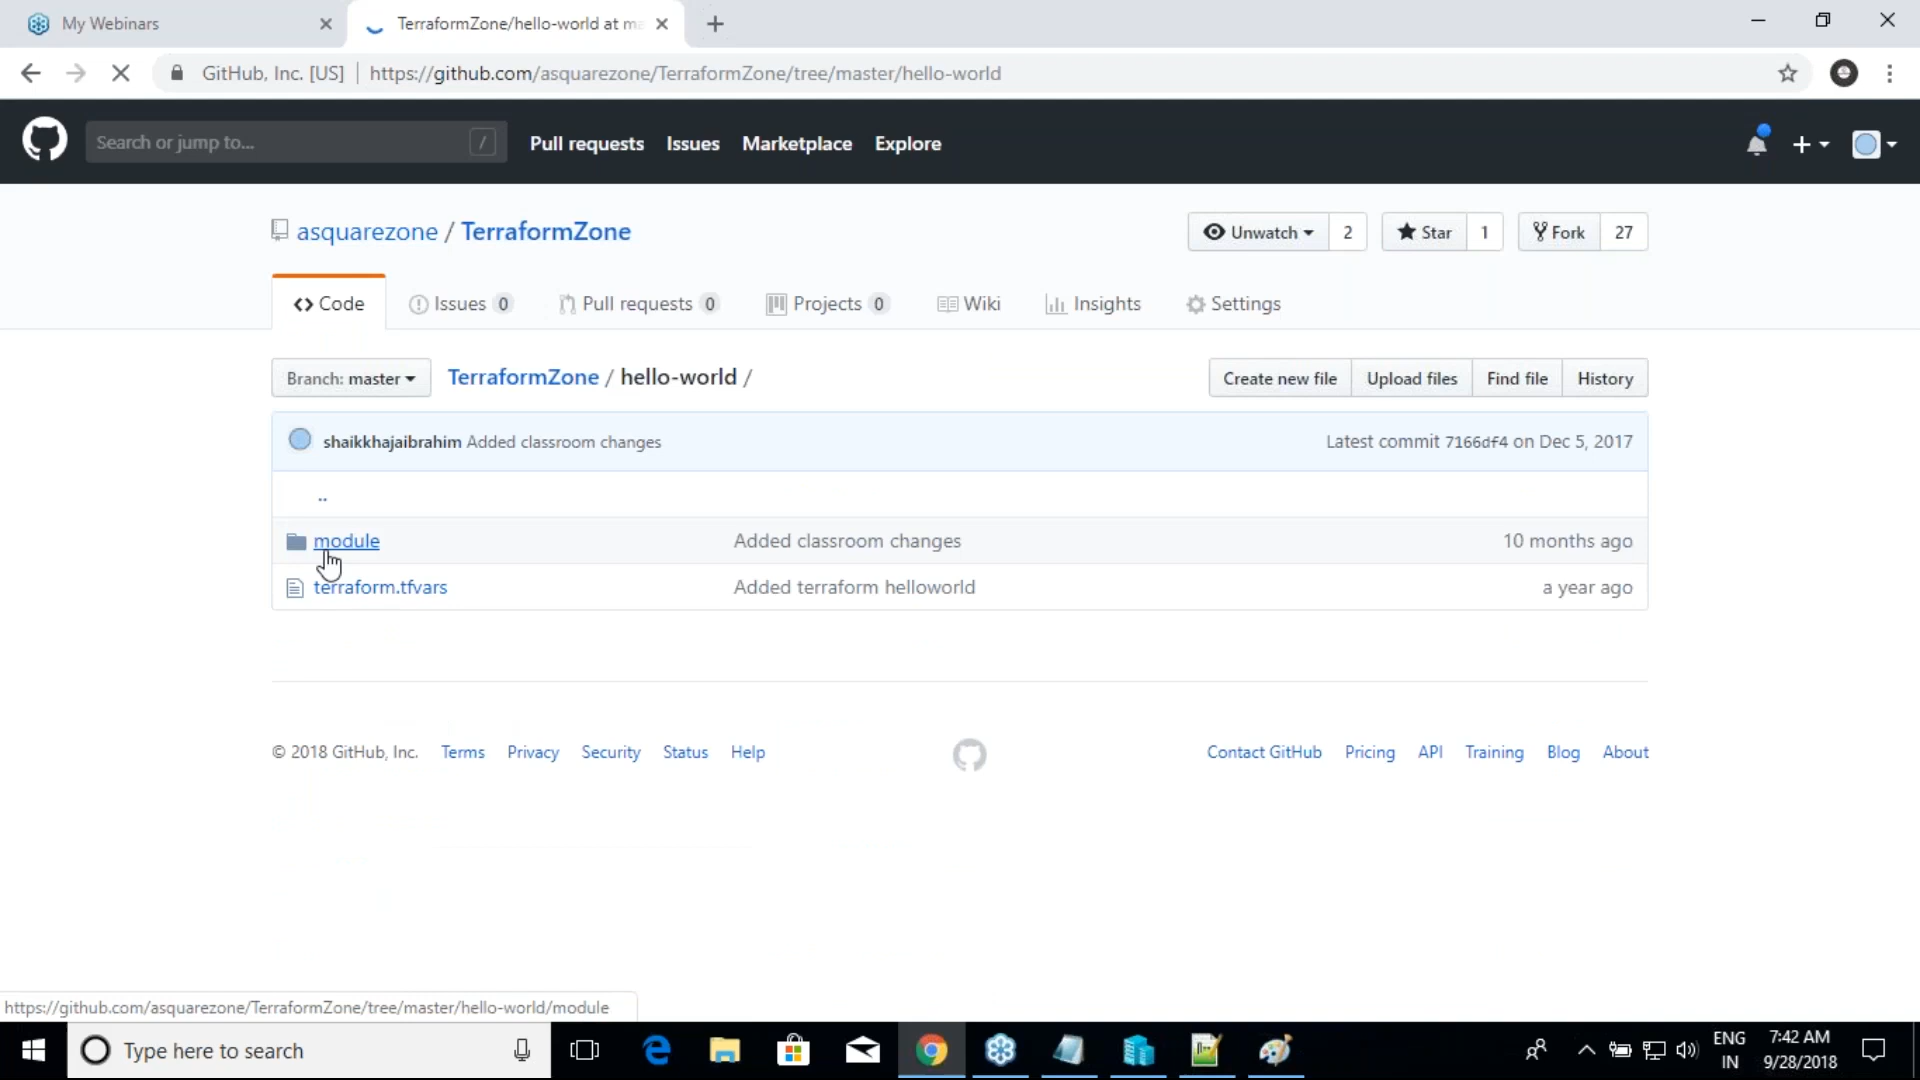 My Webinars
TerraformZone/hello-world at ma
GitHub, Inc. [US] https://github.com/asquarezone/TerraformZone/tree/master/hello-world
Search or jump to... / Pull requests Issues Marketplace Explore
asquarezone / TerraformZone
Unwatch 2 Star 1 Fork 27
Code Issues 0 Pull requests 0 Projects 0 Wiki Insights Settings
Branch: master TerraformZone / hello-world / Create new file Upload files Find file History
shaikkhajaibrahim Added classroom changes Latest commit 7166df4 on Dec 5, 2017
..
module Added classroom changes 10 months ago
terraform.tfvars Added terraform helloworld a year ago
© 2018 GitHub, Inc. Terms Privacy Security Status Help Contact GitHub Pricing API Training Blog About
https://github.com/asquarezone/TerraformZone/tree/master/hello-world/module
Type here to search
ENG 7:42 AM
IN 9/28/2018